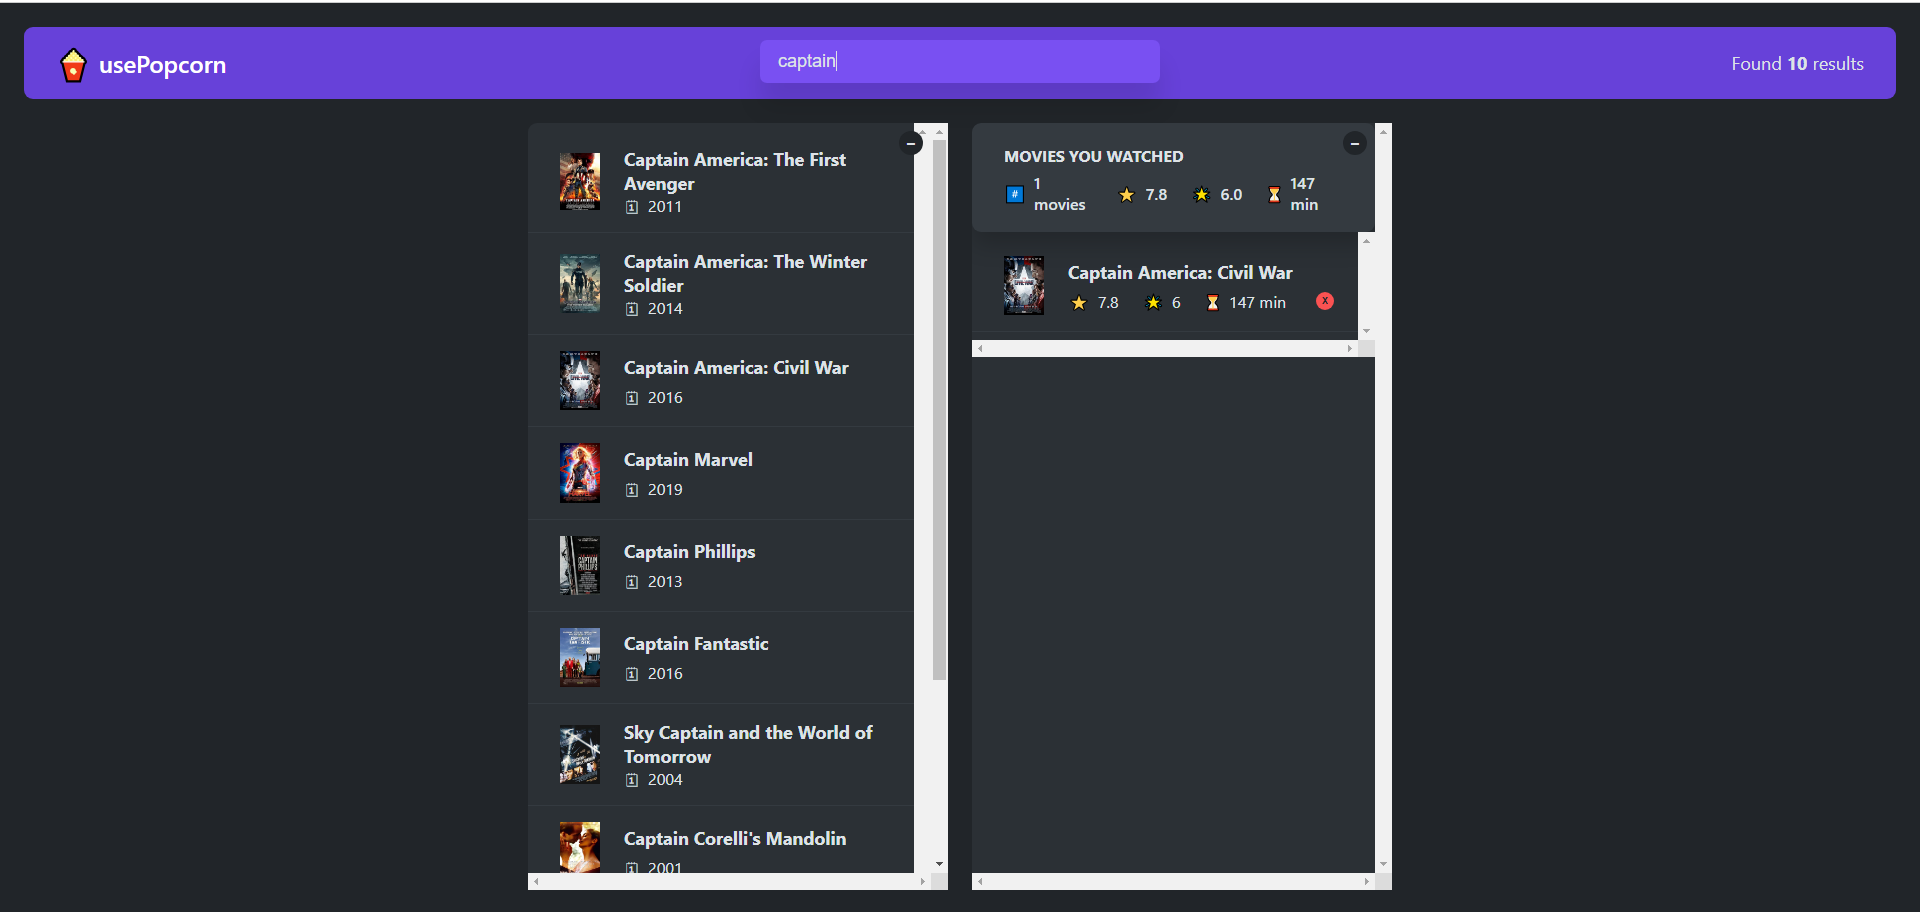 usePopcorn
captain
Found 10 results
Captain America: The First
Avenger
2011
Captain America: The Winter
Soldier
2014
Captain America: Civil War
2016
Captain Marvel
2019
Captain Phillips
2013
Captain Fantastic
2016
Sky Captain and the World of
Tomorrow
2004
Captain Corelli's Mandolin
2001
MOVIES YOU WATCHED
# 1 movies 7.8 6.0 147 min
Captain America: Civil War
7.8 6 147 min X